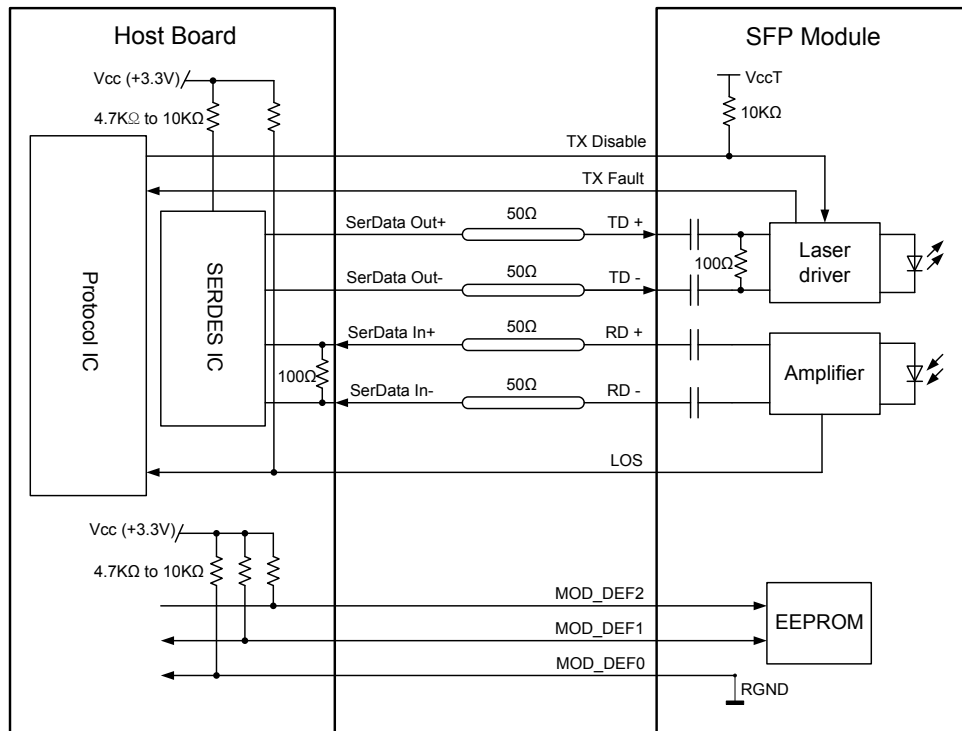 Host Board
SFP Module
Vcc (+3.3V)
VccT
4.7KΩ to 10KΩ
10KΩ
TX Disable
TX Fault
SerData Out+
50Ω
TD +
SerData Out-
50Ω
TD -
100Ω
Laser
driver
Protocol IC
SERDES IC
SerData In+
50Ω
RD +
100Ω
SerData In-
50Ω
RD -
Amplifier
LOS
Vcc (+3.3V)
4.7KΩ to 10KΩ
MOD_DEF2
MOD_DEF1
MOD_DEF0
EEPROM
RGND